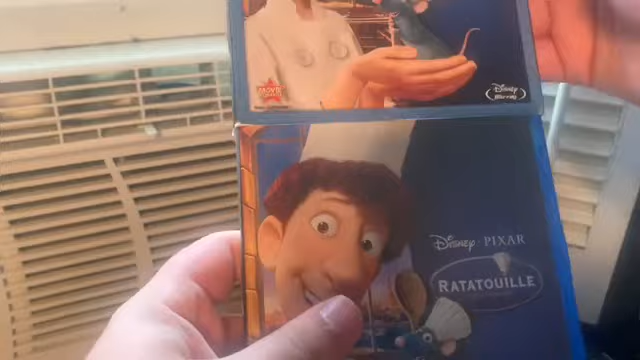 MOVIE
Disney
Blu-ray
Disney · PIXAR
RATATOUILLE